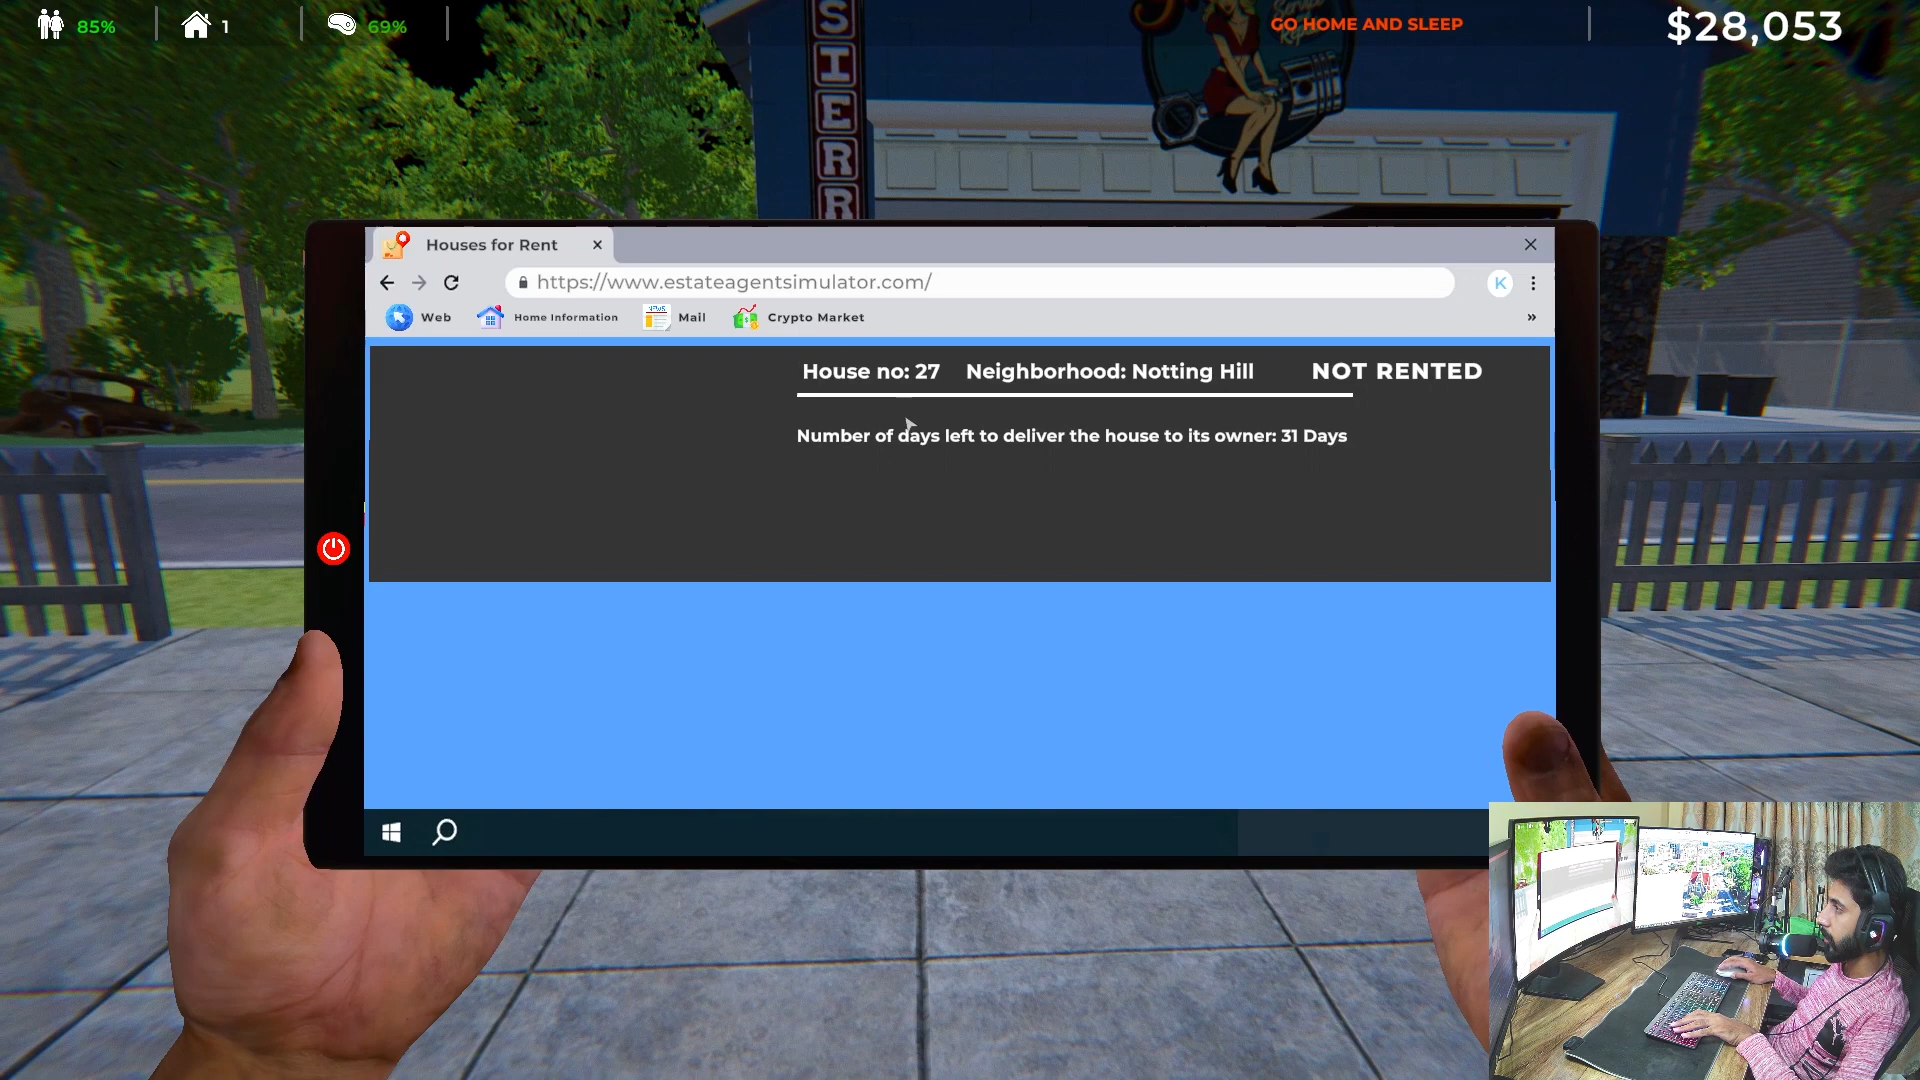 85% 1 69% GO HOME AND SLEEP $28,053
SIERR
Houses for Rent
https://www.estateagentsimulator.com/ K
Web Home Information NEWS Mail Crypto Market »
House no: 27 Neighborhood: Notting Hill NOT RENTED
Number of days left to deliver the house to its owner: 31 Days